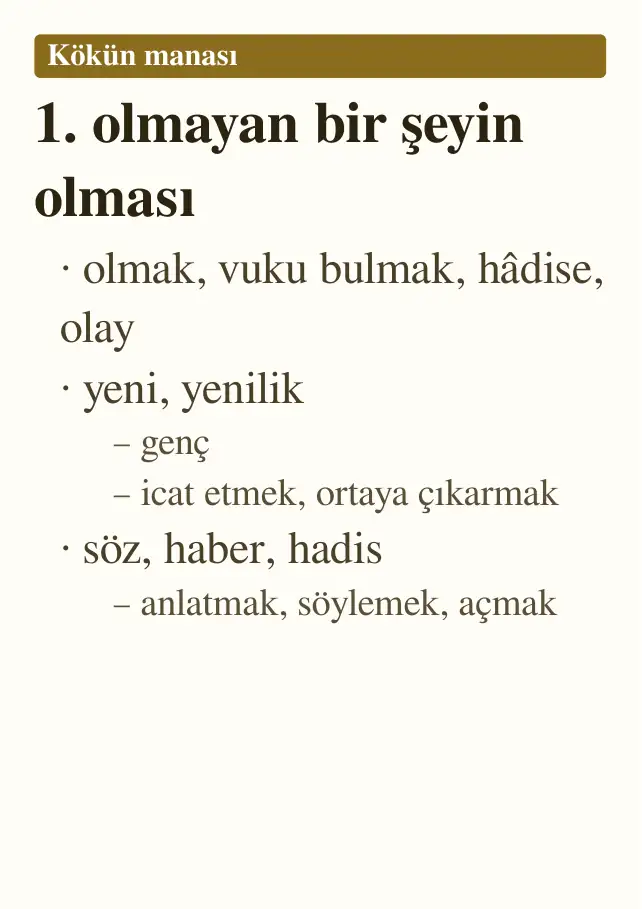 Kökün manası
1. olmayan bir şeyin
olması
· olmak, vuku bulmak, hâdise,
olay
· yeni, yenilik
– genç
– icat etmek, ortaya çıkarmak
· söz, haber, hadis
– anlatmak, söylemek, açmak